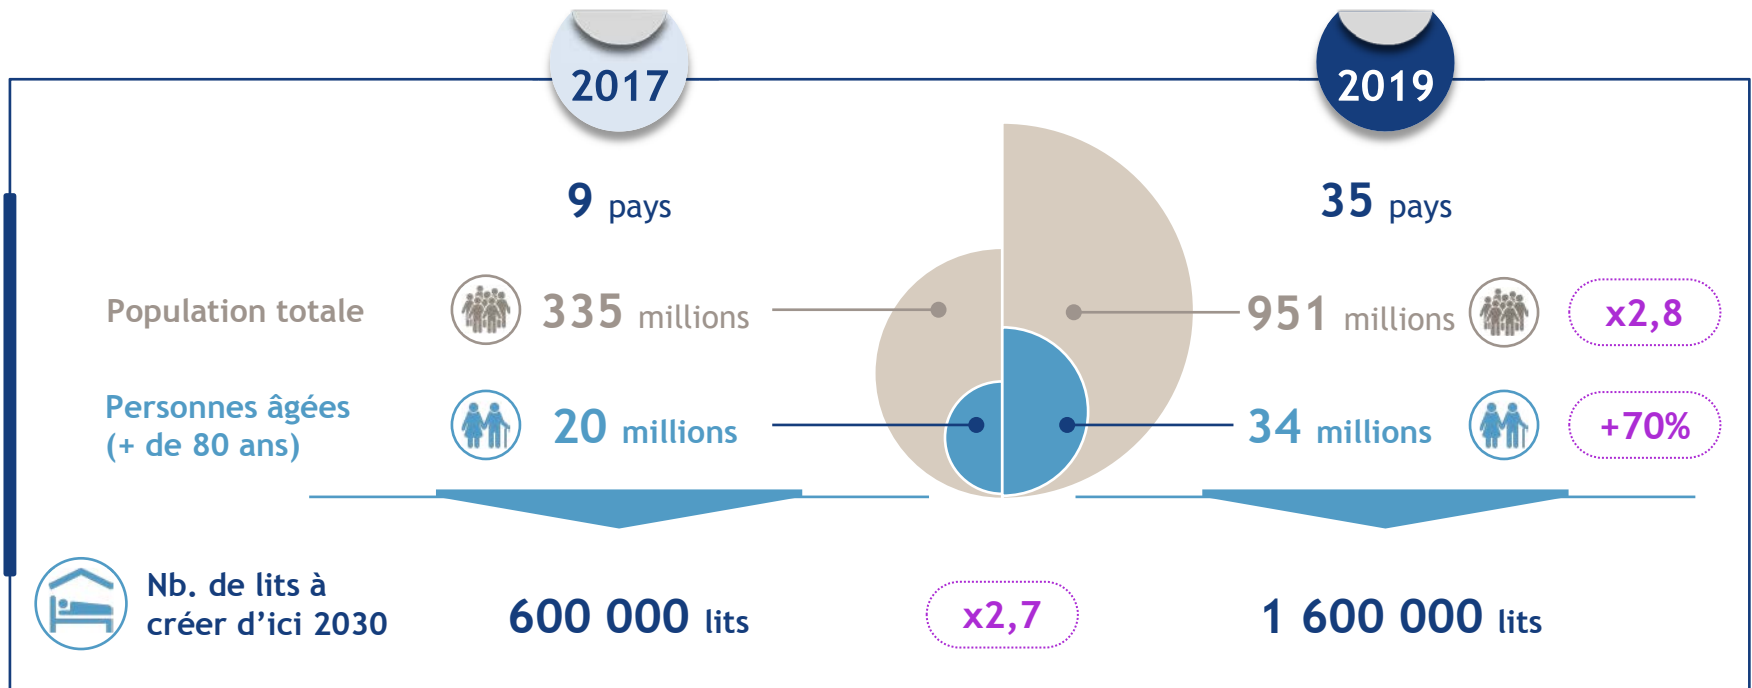 2017
2019
9 pays
35 pays
Population totale
335 millions
951 millions
x2,8
Personnes âgées
(+ de 80 ans)
20 millions
34 millions
+70%
Nb. de lits à
créer d’ici 2030
600 000 lits
x2,7
1 600 000 lits